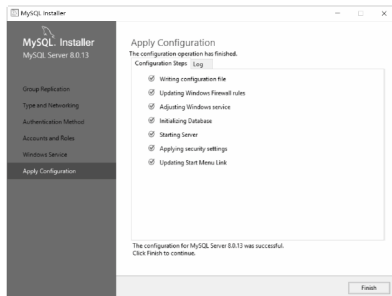 MySQL Installer
MySQL. Installer
MySQL Server 8.0.13
Group Replication
Type and Networking
Authentication Method
Accounts and Roles
Windows Service
Apply Configuration
Apply Configuration
The configuration operation has finished.
Configuration Steps
Log
Writing configuration file
Updating Windows Firewall rules
Adjusting Windows service
Initializing Database
Starting Server
Applying security settings
Updating Start Menu Link
The configuration for MySQL Server 8.0.13 was successful.
Click Finish to continue.
Finish